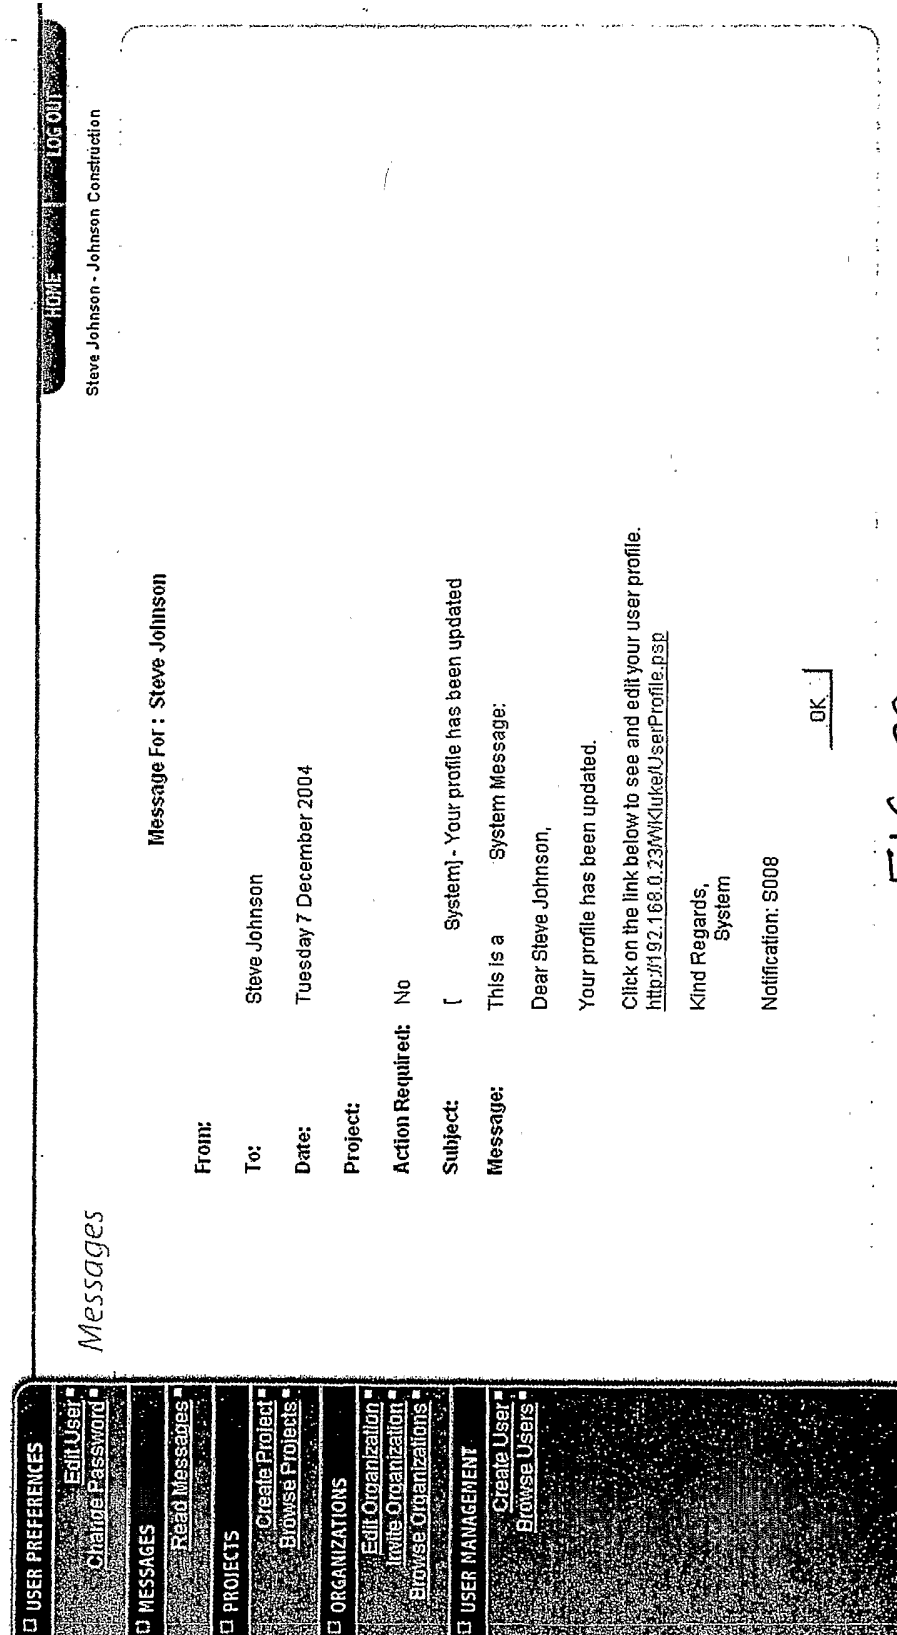 HOME LOG OUT
Steve Johnson - Johnson Construction
USER PREFERENCES
Edit User
Change Password
MESSAGES
Read Messages
PROJECTS
Create Project
Browse Projects
ORGANIZATIONS
Edit Organization
Invite Organization
Browse Organizations
USER MANAGEMENT
Create User
Browse Users
Messages
Message For : Steve Johnson
From:
To: Steve Johnson
Date: Tuesday 7 December 2004
Project:
Action Required: No
Subject: [ System] - Your profile has been updated
Message: This is a System Message:
Dear Steve Johnson,
Your profile has been updated.
Click on the link below to see and edit your user profile.
http://192.168.0.23/WKluke/UserProfile.psp
Kind Regards,
System
Notification: S008
OK